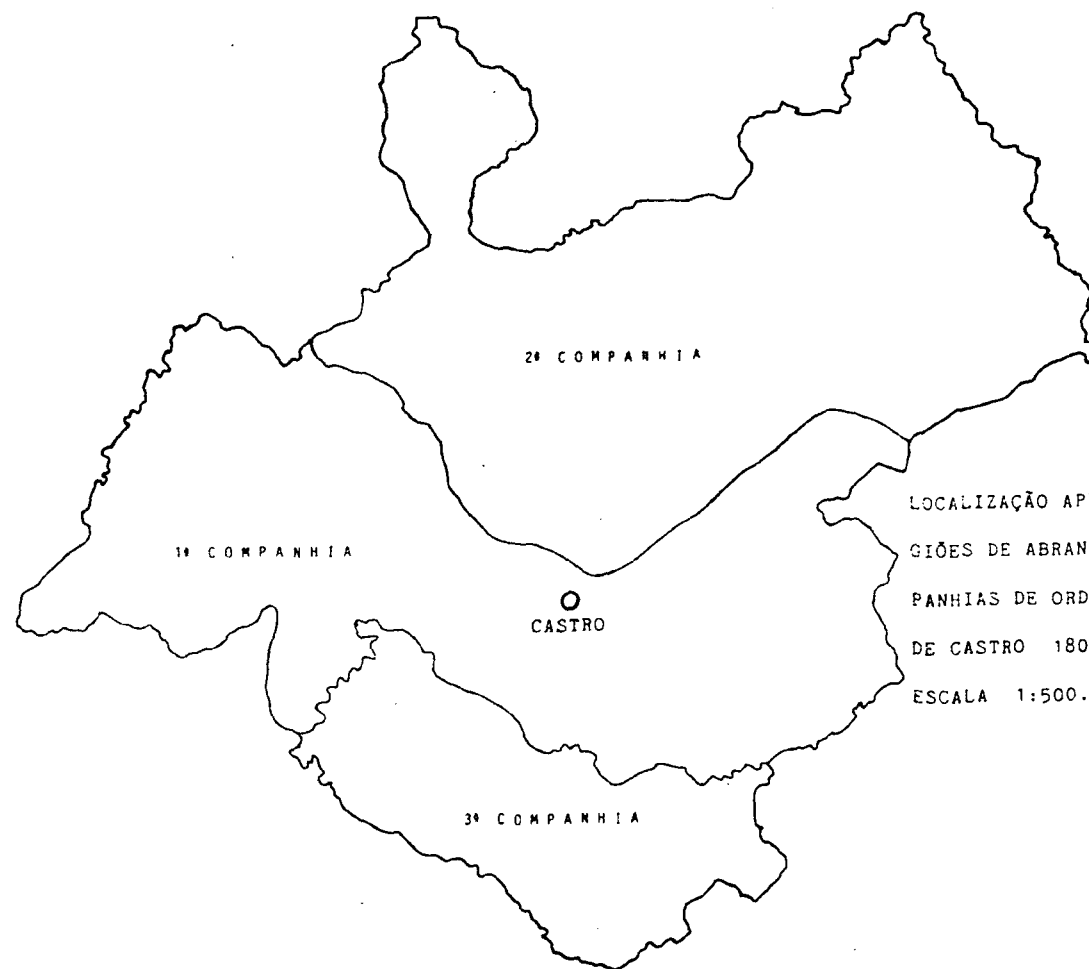 2ª COMPANHIA
1ª COMPANHIA
CASTRO
3ª COMPANHIA
LOCALIZAÇÃO AP
GIÕES DE ABRAN
PANHIAS DE ORD
DE CASTRO 180
ESCALA 1:500.